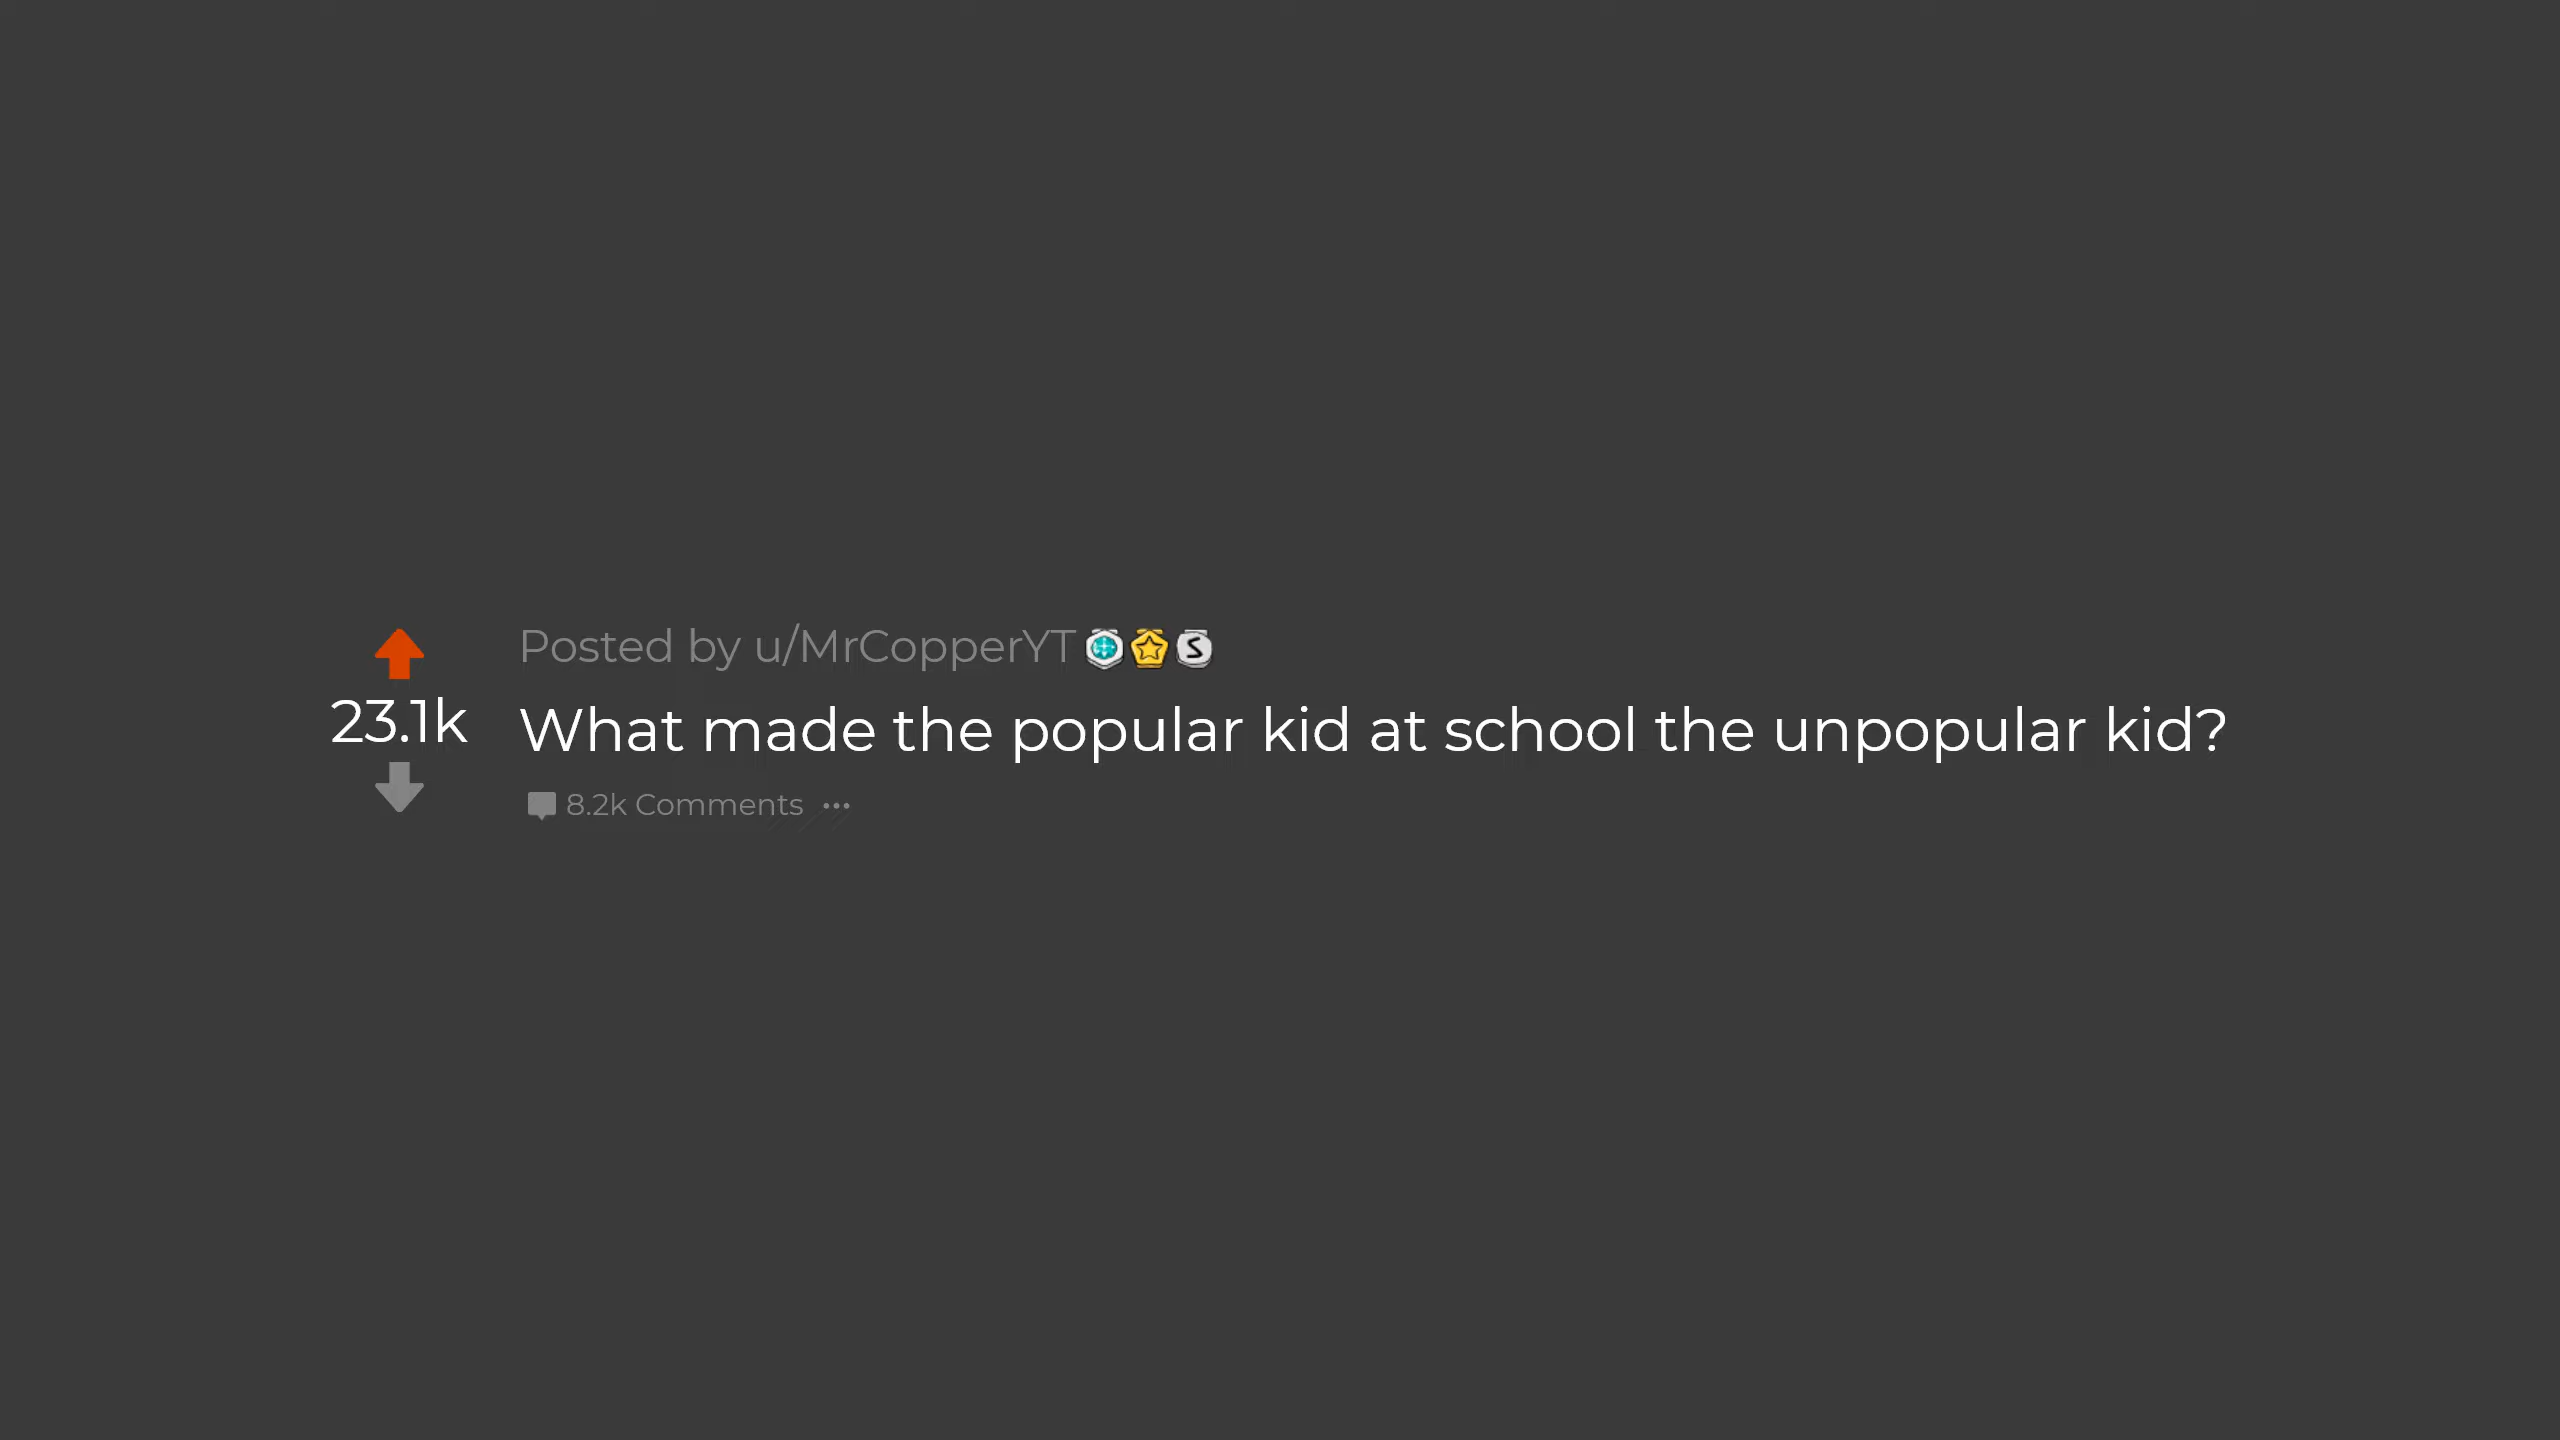 Posted by u/MrCopperYT
23.1k
What made the popular kid at school the unpopular kid?
8.2k Comments